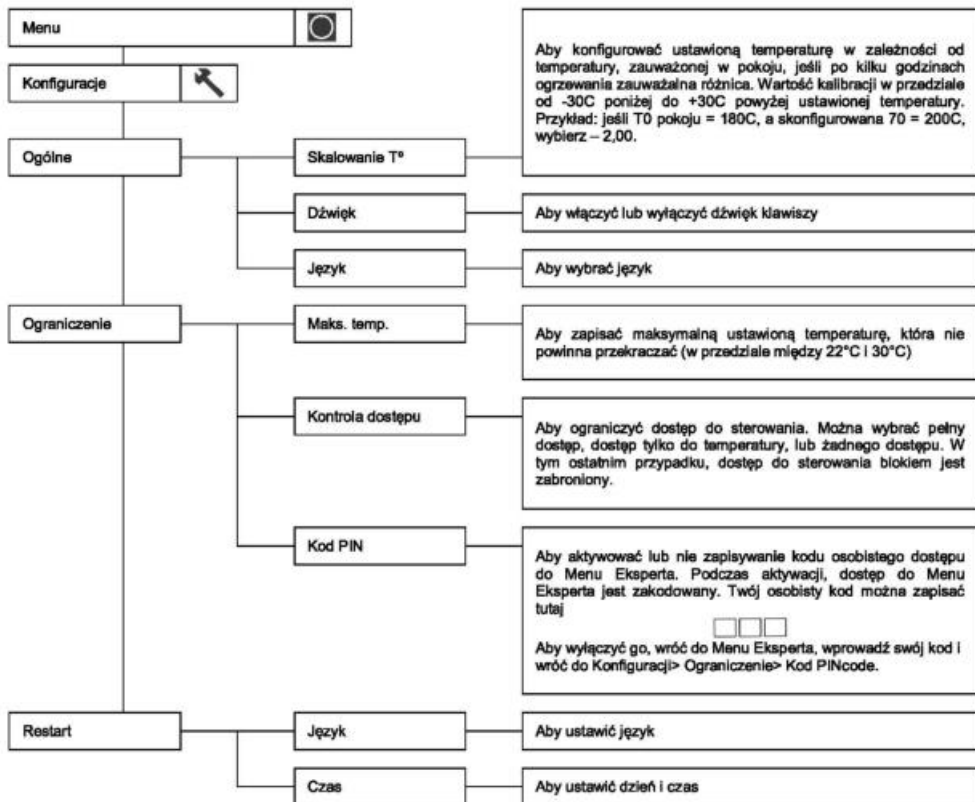 Menu
Konfiguracje
Ogólne
Skalowanie Tº
Aby konfigurować ustawioną temperaturę w zależności od
temperatury, zauważonej w pokoju, jeśli po kilku godzinach
ogrzewania zauważalna różnica. Wartość kalibracji w przedziale
od -30C poniżej do +30C powyżej ustawionej temperatury.
Przykład: jeśli T0 pokoju = 180C, a skonfigurowana 70 = 200C,
wybierz – 2,00.
Dźwięk
Aby włączyć lub wyłączyć dźwięk klawiszy
Język
Aby wybrać język
Ograniczenie
Maks. temp.
Aby zapisać maksymalną ustawioną temperaturę, która nie
powinna przekraczać (w przedziale między 22°C i 30°C)
Kontrola dostępu
Aby ograniczyć dostęp do sterowania. Można wybrać pełny
dostęp, dostęp tylko do temperatury, lub żadnego dostępu. W
tym ostatnim przypadku, dostęp do sterowania blokiem jest
zabroniony.
Kod PIN
Aby aktywować lub nie zapisywanie kodu osobistego dostępu
do Menu Eksperta. Podczas aktywacji, dostęp do Menu
Eksperta jest zakodowany. Twój osobisty kod można zapisać
tutaj
Aby wyłączyć go, wróć do Menu Eksperta, wprowadź swój kod i
wróć do Konfiguracji> Ograniczenie> Kod PINcode.
Restart
Język
Aby ustawić język
Czas
Aby ustawić dzień i czas